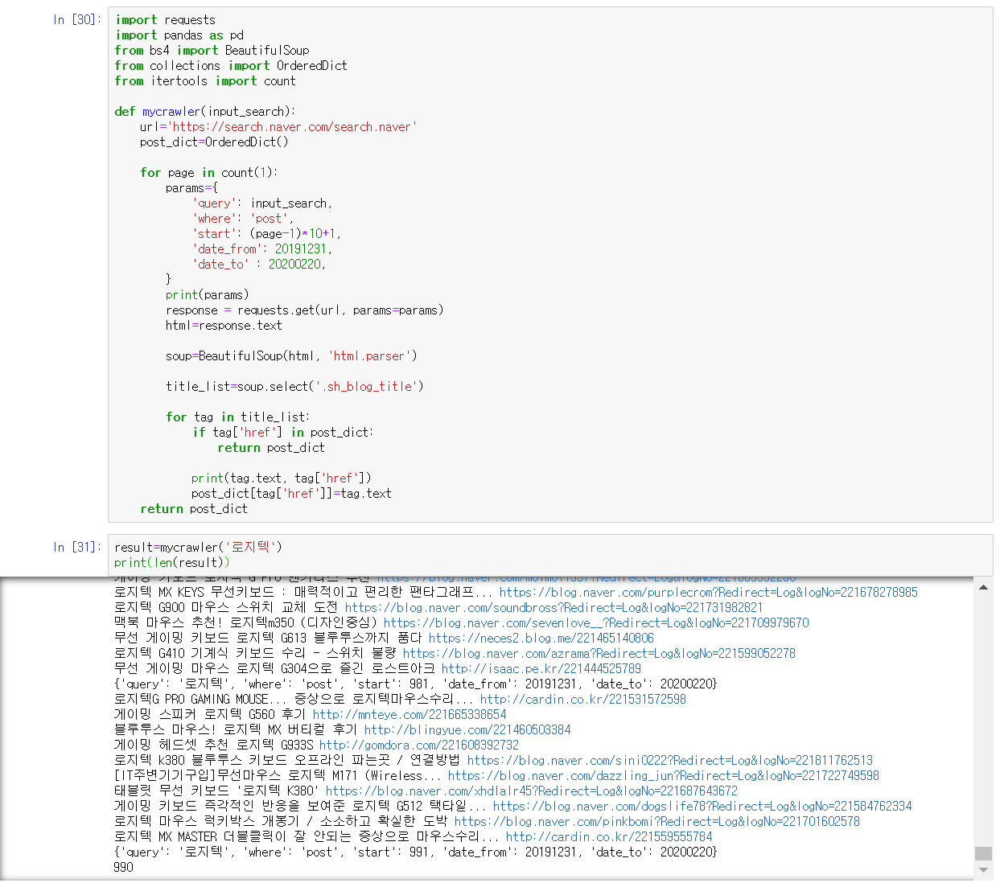 In [30]:
import requests
import pandas as pd
from bs4 import BeautifulSoup
from collections import OrderedDict
from itertools import count
def mycrawler(input_search):
url='https://search.naver.com/search.naver'
post_dict=OrderedDict()
for page in count(1):
params={
'query': input_search,
'where': 'post',
'start': (page-1)*10+1,
'date_from': 20191231,
'date_to' : 20200220,
}
print(params)
response = requests.get(url, params=params)
html=response.text
soup=BeautifulSoup(html, 'html.parser')
title_list=soup.select('.sh_blog_title')
for tag in title_list:
if tag['href'] in post_dict:
return post_dict
print(tag.text, tag['href'])
post_dict[tag['href']]=tag.text
return post_dict
In [31]:
result=mycrawler('로지텍')
print(len(result))
로지텍 MX KEYS 무선키보드 : 매력적이고 편리한 팬타그래프... https://blog.naver.com/purplecrom?Redirect=Log&logNo=221678278985
로지텍 G900 마우스 스위치 교체 도전 https://blog.naver.com/soundbross?Redirect=Log&logNo=221731982821
맥북 마우스 추천! 로지텍m350 (디자인중심) https://blog.naver.com/sevenlove__?Redirect=Log&logNo=221709979670
무선 게이밍 키보드 로지텍 G613 블루투스까지 품다 https://neces2.blog.me/221465140806
로지텍 G410 기계식 키보드 수리 - 스위치 불량 https://blog.naver.com/azrama?Redirect=Log&logNo=221599052278
무선 게이밍 마우스 로지텍 G304으로 즐긴 로스트아크 http://isaac.pe.kr/221444525789
{'query': '로지텍', 'where': 'post', 'start': 981, 'date_from': 20191231, 'date_to': 20200220}
로지텍G PRO GAMING MOUSE... 증상으로 로지텍마우스수리... http://cardin.co.kr/221531572598
게이밍 스피커 로지텍 G560 후기 http://mnteye.com/221665338654
블루투스 마우스! 로지텍 MX 버티컬 후기 http://blingyue.com/221460503384
게이밍 헤드셋 추천 로지텍 G933S http://gomdora.com/221608392732
로지텍 k380 블루투스 키보드 오프라인 파는곳 / 연결방법 https://blog.naver.com/sini0222?Redirect=Log&logNo=221811762513
[IT주변기기구입]무선마우스 로지텍 M171 (Wireless... https://blog.naver.com/dazzling_jun?Redirect=Log&logNo=221722749598
태블릿 무선 키보드 '로지텍 K380' https://blog.naver.com/xhdlalr45?Redirect=Log&logNo=221687643672
게이밍 키보드 즉각적인 반응을 보여준 로지텍 G512 택타일... https://blog.naver.com/dogslife78?Redirect=Log&logNo=221584762334
로지텍 마우스 럭키박스 개봉기 / 소소하고 확실한 도박 https://blog.naver.com/pinkbomi?Redirect=Log&logNo=221701602578
로지텍 MX MASTER 더블클릭이 잘 안되는 증상으로 마우스수리... http://cardin.co.kr/221559555784
{'query': '로지텍', 'where': 'post', 'start': 991, 'date_from': 20191231, 'date_to': 20200220}
990